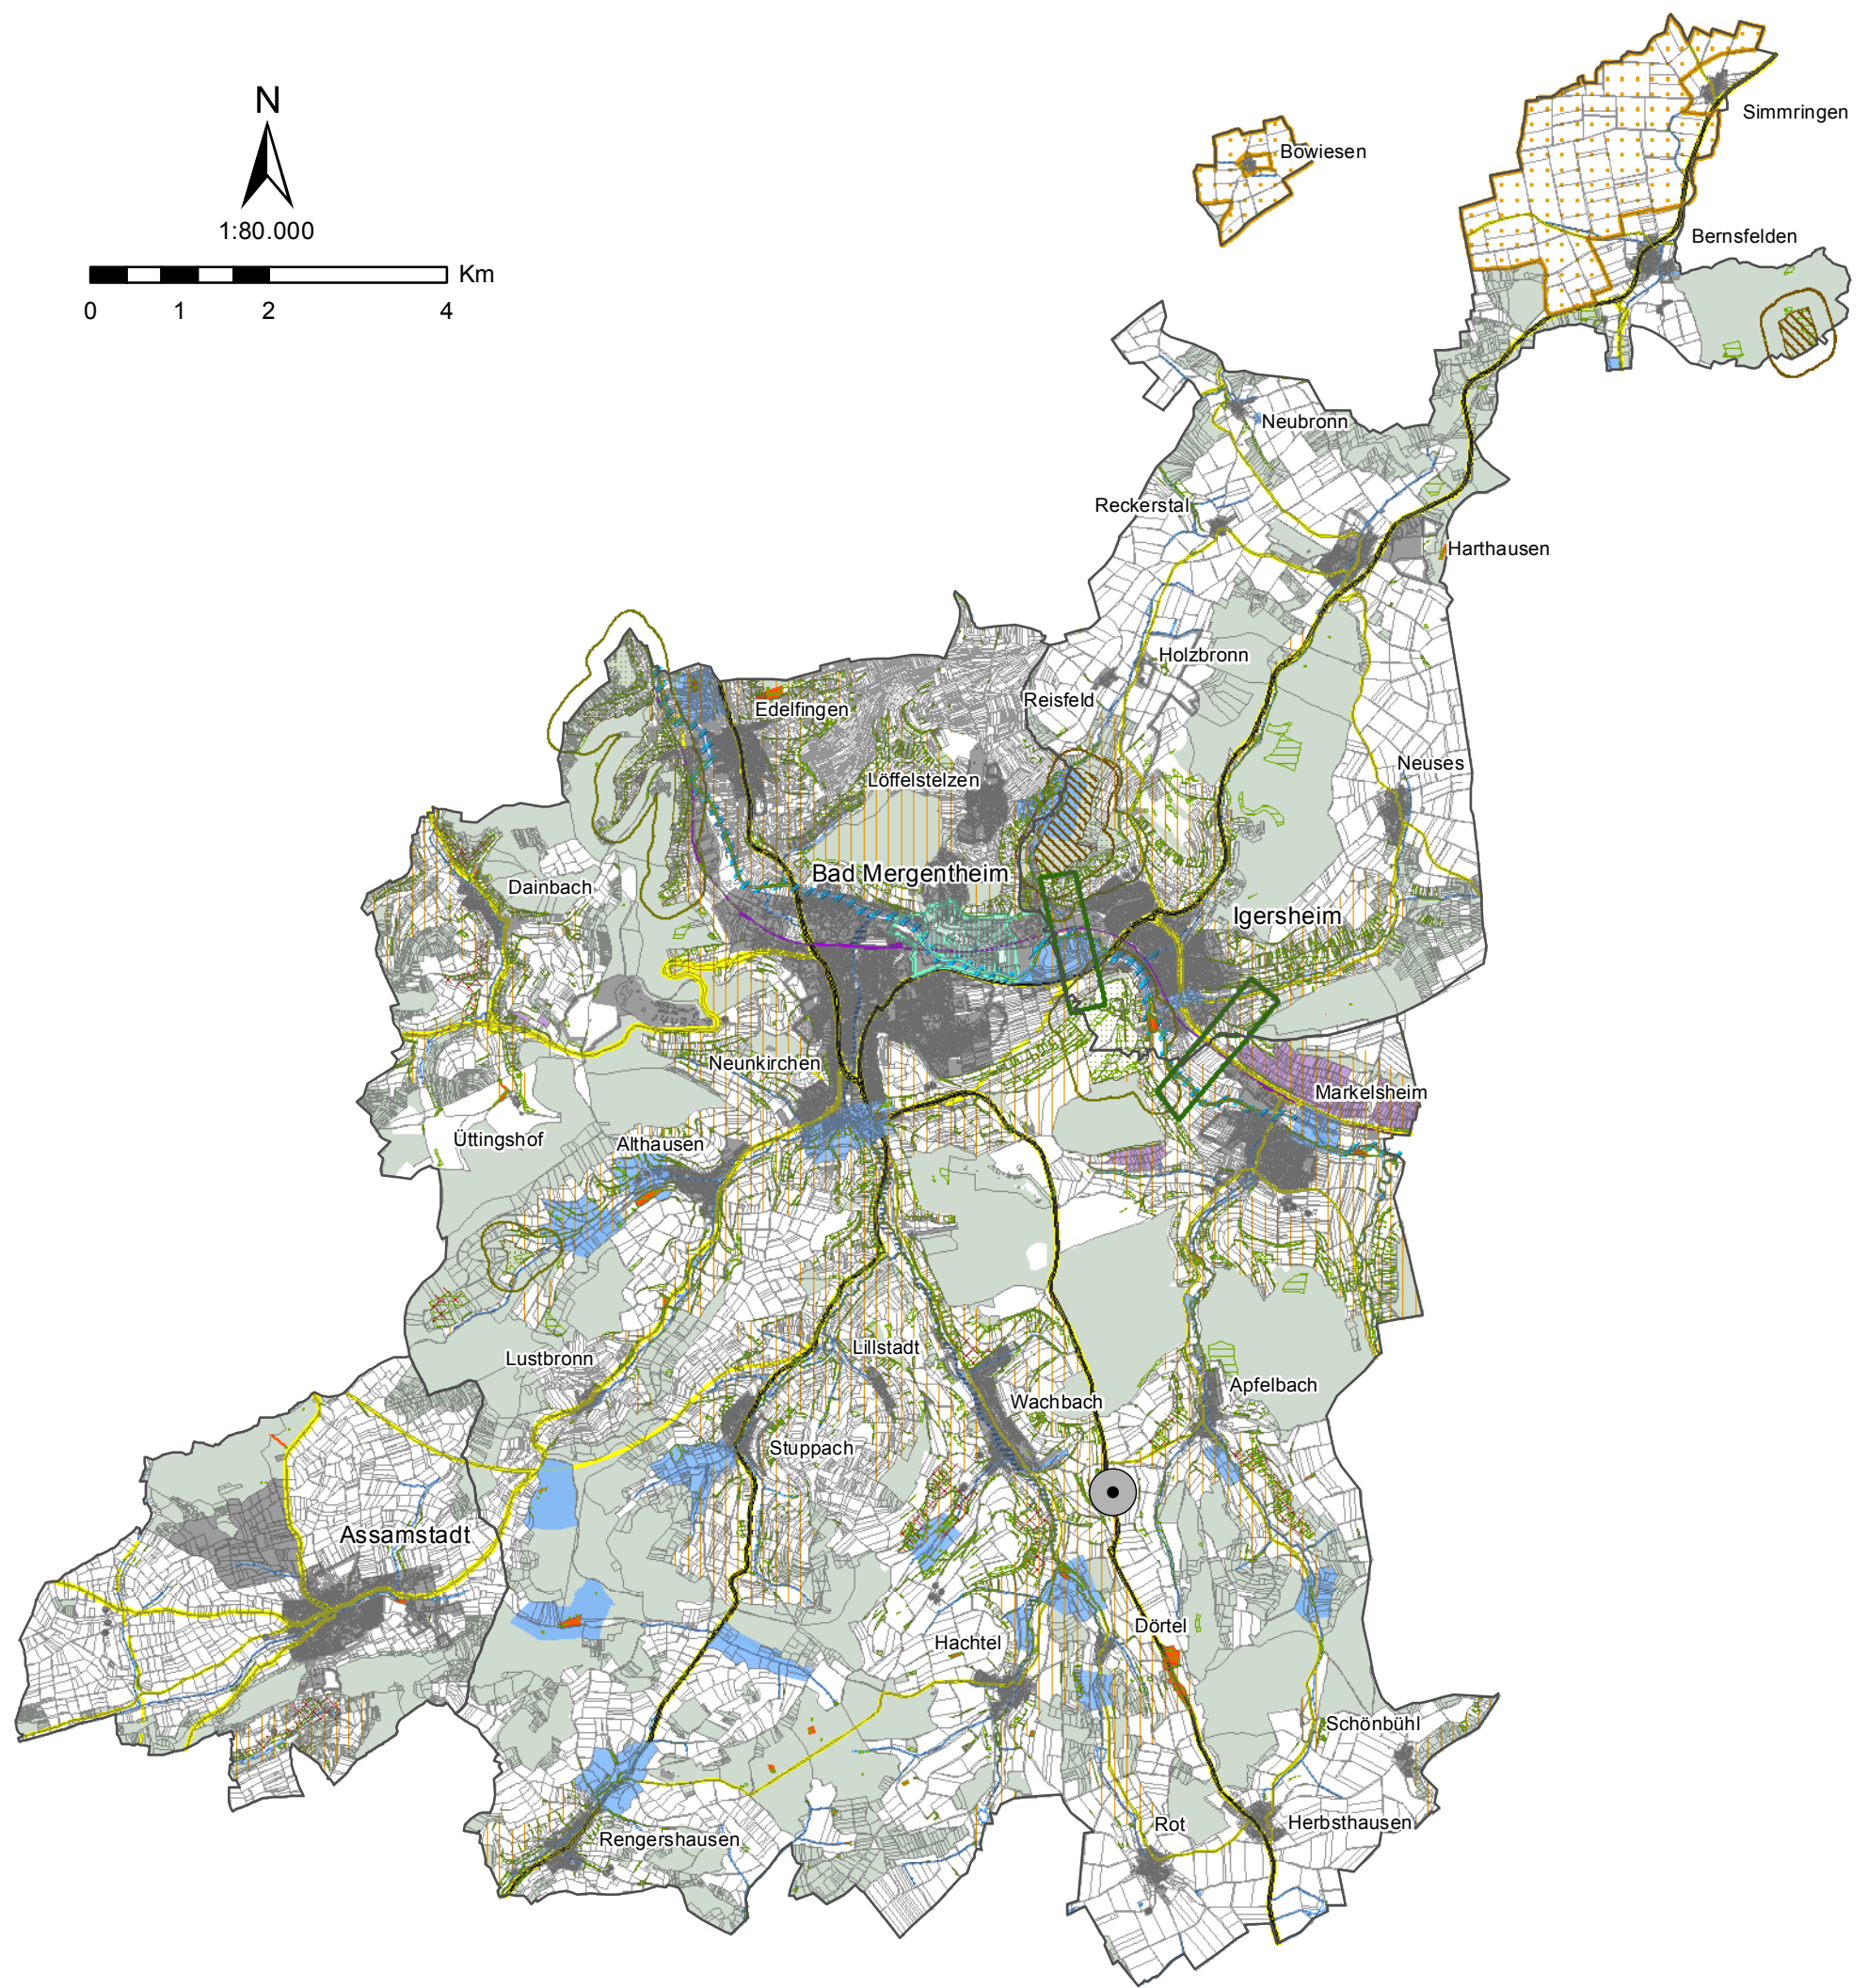 N
1:80.000
Km
0 1 2 4
Simmringen
Bowiesen
Bernsfelden
Neubronn
Reckerstal
Harthausen
Holzbronn
Reisfeld
Edelfingen
Neuses
Löffelstelzen
Bad Mergentheim
Dainbach
Igersheim
Neunkirchen
Markelsheim
Üttingshof
Althausen
Lillstadt
Lustbronn
Apfelbach
Wachbach
Stuppach
Assamstadt
Dörtel
Hachtel
Schönbühl
Rot
Herbsthausen
Rengershausen